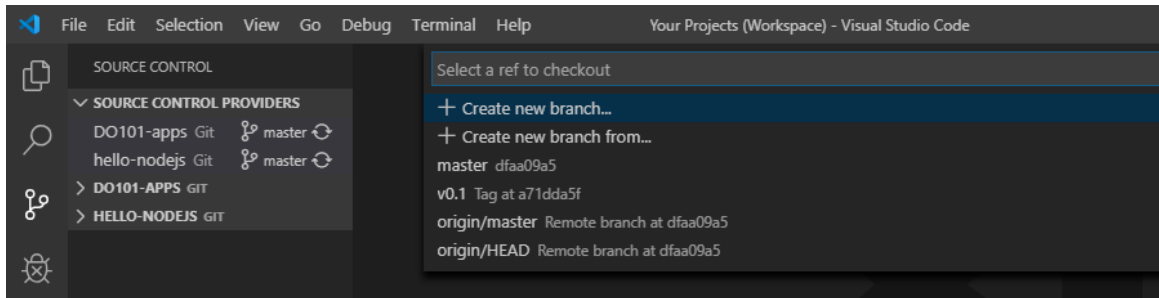 File Edit Selection View Go Debug Terminal Help Your Projects (Workspace) - Visual Studio Code
SOURCE CONTROL
SOURCE CONTROL PROVIDERS
DO101-apps Git master
hello-nodejs Git master
DO101-APPS GIT
HELLO-NODEJS GIT
Select a ref to checkout
+ Create new branch...
+ Create new branch from...
master dfaa09a5
v0.1 Tag at a71dda5f
origin/master Remote branch at dfaa09a5
origin/HEAD Remote branch at dfaa09a5